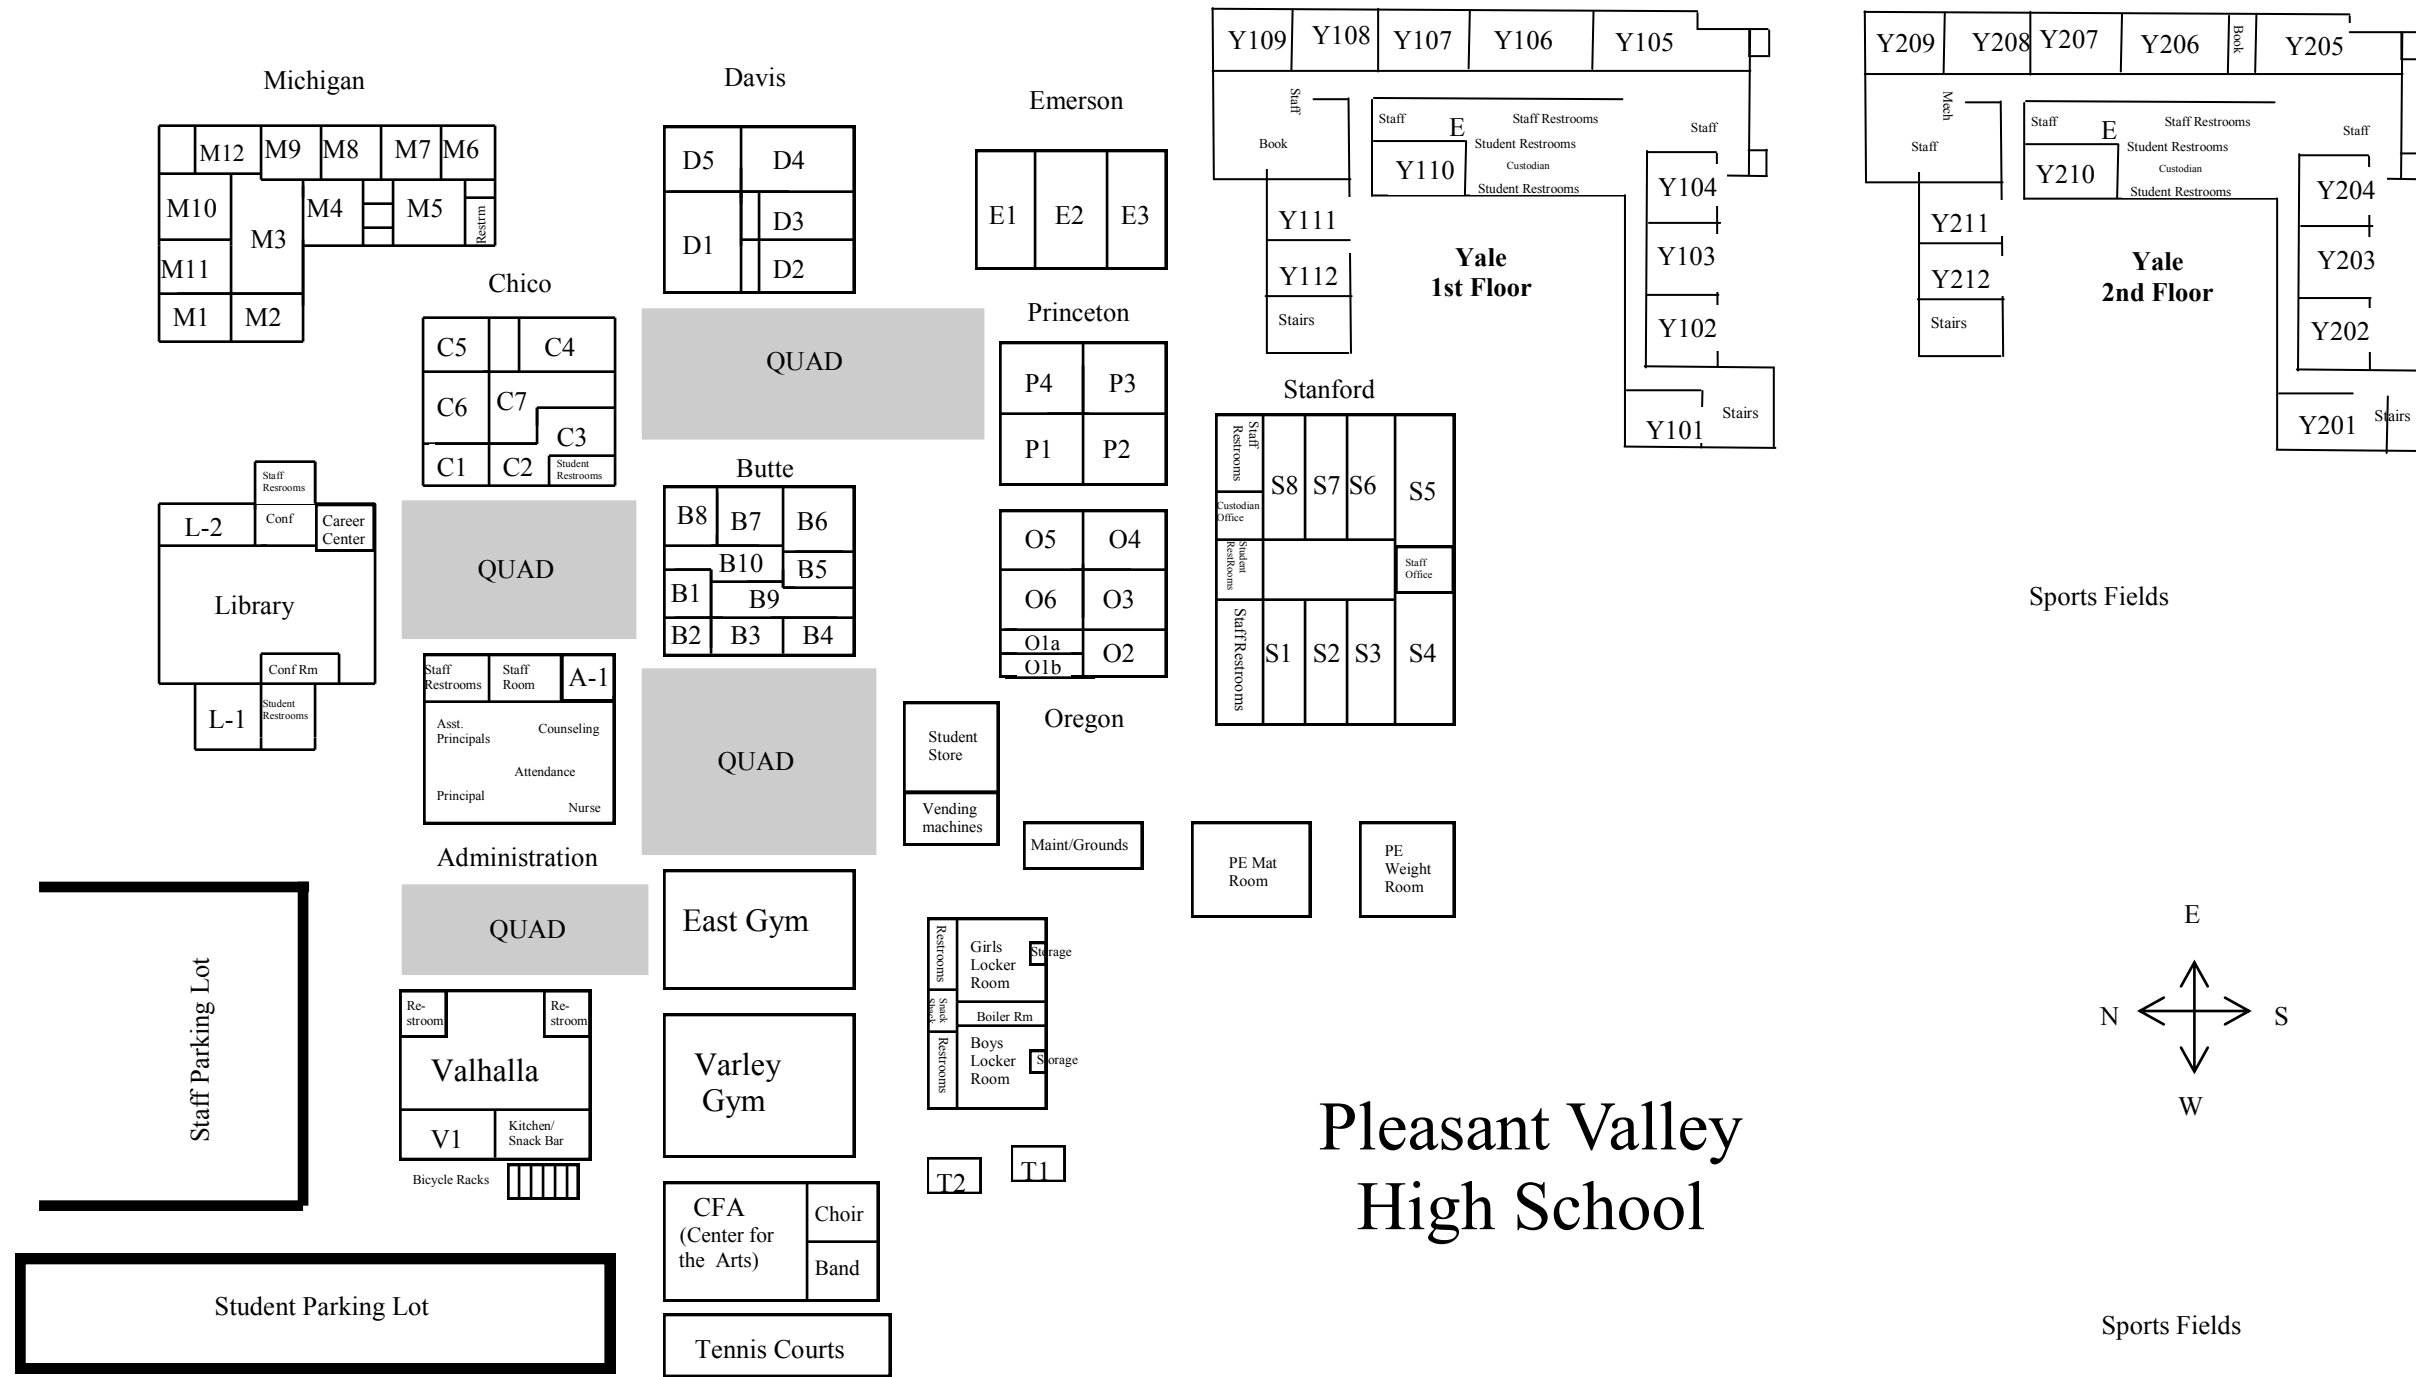 Michigan
M12
M9
M8
M7
M6
M10
M3
M4
M5
Restrm
M11
M1
M2
Davis
D5
D4
D1
D3
D2
Emerson
E1
E2
E3
Y109
Y108
Y107
Y106
Y105
Staff
Book
Staff
E
Staff Restrooms
Student Restrooms
Custodian
Student Restrooms
Staff
Y110
Y104
Y111
Y103
Y112
Y102
Stairs
Yale
1st Floor
Y101
Stairs
Y209
Y208
Y207
Y206
Book
Y205
Mech
Staff
Staff
E
Staff Restrooms
Student Restrooms
Custodian
Student Restrooms
Staff
Y210
Y204
Y211
Y203
Y212
Y202
Stairs
Yale
2nd Floor
Y201
Stairs
Chico
C5
C4
C6
C7
C3
C1
C2
Student
Restrooms
QUAD
Princeton
P4
P3
P1
P2
Stanford
Staff
Restrooms
S8
S7
S6
S5
Custodian
Office
Student
RestRooms
Staff
Office
Staff Restrooms
S1
S2
S3
S4
Staff
Resrooms
L-2
Conf
Career
Center
Library
Conf Rm
L-1
Student
Restrooms
QUAD
Butte
B8
B7
B6
B10
B5
B1
B9
B2
B3
B4
O5
O4
O6
O3
O1a
O2
O1b
Oregon
Sports Fields
Staff
Restrooms
Staff
Room
A-1
Asst.
Principals
Counseling
Attendance
Principal
Nurse
Administration
QUAD
Student
Store
Vending
machines
Maint/Grounds
PE Mat
Room
PE
Weight
Room
Staff Parking Lot
QUAD
East Gym
Restrooms
Girls
Locker
Room
Storage
Snack
Shack
Boiler Rm
Restrooms
Boys
Locker
Room
Storage
Re-
stroom
Re-
stroom
Valhalla
V1
Kitchen/
Snack Bar
Bicycle Racks
Varley
Gym
T2
T1
CFA
(Center for
the Arts)
Choir
Band
Student Parking Lot
Tennis Courts
Pleasant Valley
High School
E
N
S
W
Sports Fields